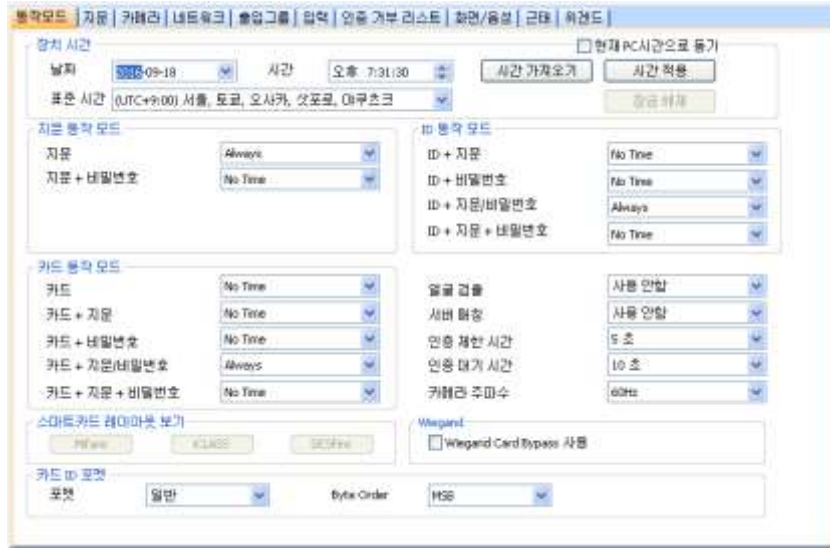 동작모드 | 지문 | 카메라 | 네트워크 | 출입그룹 | 입력 | 인증 거부 리스트 | 화면/음성 | 근태 | 위겐드 |
장치 시간
현재 PC시간으로 동기
날짜 2016-09-18 시간 오후 7:31:30 시간 가져오기 시간 적용
표준 시간 (UTC+9:00) 서울, 토쿄, 오사카, 삿포로, 야쿠츠크 잠금 해제
지문 동작 모드
지문 Always
지문 + 비밀번호 No Time
ID 동작 모드
ID + 지문 No Time
ID + 비밀번호 No Time
ID + 지문/비밀번호 Always
ID + 지문 + 비밀번호 No Time
카드 동작 모드
카드 No Time
카드 + 지문 No Time
카드 + 비밀번호 No Time
카드 + 지문/비밀번호 Always
카드 + 지문 + 비밀번호 No Time
얼굴 검출 사용 안함
서버 매칭 사용 안함
인증 제한 시간 5 초
인증 대기 시간 10 초
카메라 주파수 60Hz
스마트카드 레이아웃 보기
Mifare iCLASS DESFire
Wiegand
Wiegand Card Bypass 사용
카드 ID 포맷
포맷 일반 Byte Order MSB